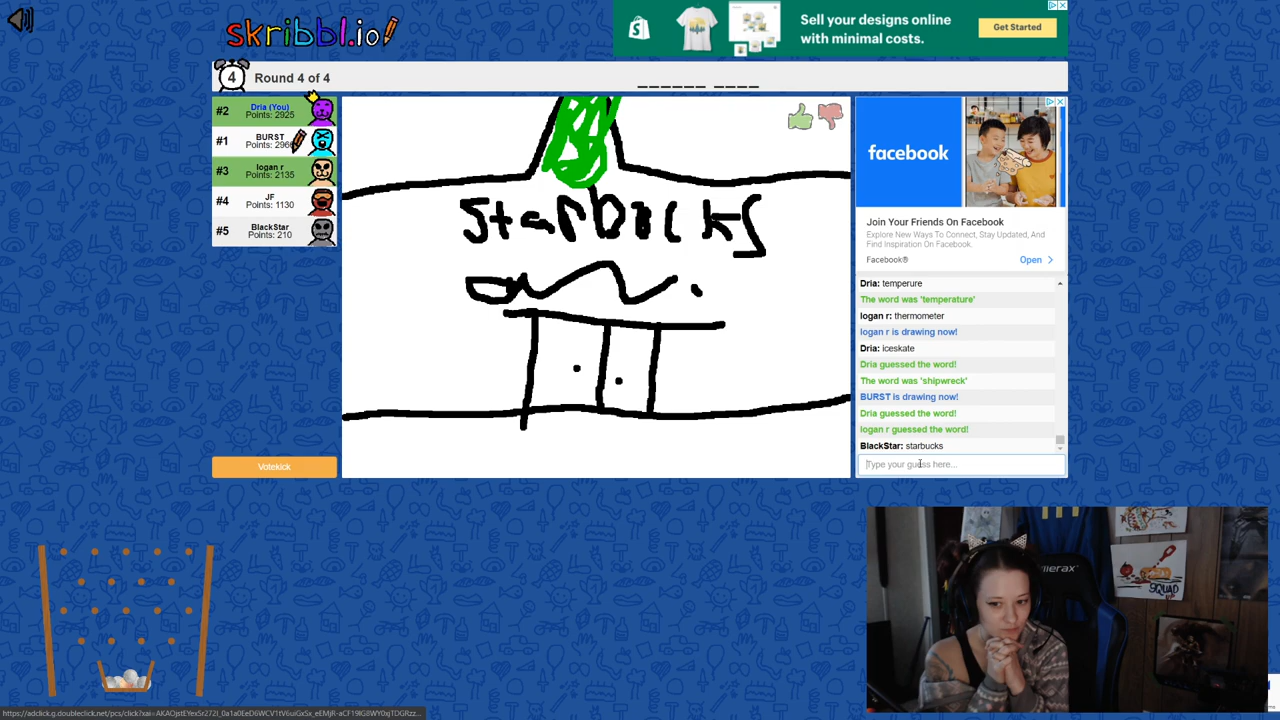 skribbl.io
Sell your designs online
with minimal costs.
Get Started
4
Round 4 of 4
______ ____
#2
Dria (You)
Points: 2925
#1
BURST
#3
logan r
Points: 2135
#4
JF
Points: 1130
#5
BlackStar
Points: 210
Votekick
starbucks
facebook
Join Your Friends On Facebook
Explore New Ways To Connect, Stay Updated, And
Find Inspiration On Facebook.
Facebook®
Open
Dria: temperure
The word was 'temperature'
logan r: thermometer
logan r is drawing now!
Dria: iceskate
Dria guessed the word!
The word was 'shipwreck'
BURST is drawing now!
Dria guessed the word!
logan r guessed the word!
BlackStar: starbucks
Type your guess here...
SQUAD